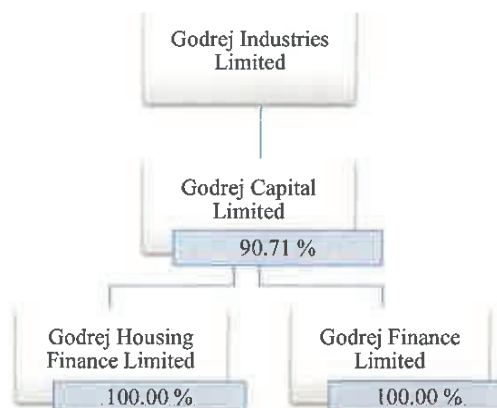 Godrej Industries
Limited
Godrej Capital
Limited
90.71 %
Godrej Housing
Finance Limited
100.00 %
Godrej Finance
Limited
100.00 %